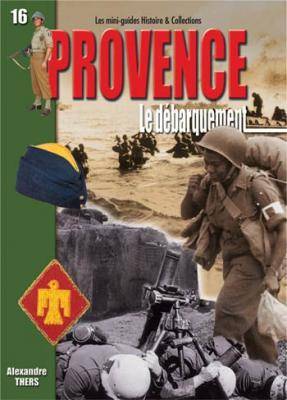 16
Les mini-guides Histoire & Collections
PROVENCE
Le débarquement
Alexandre
THERS